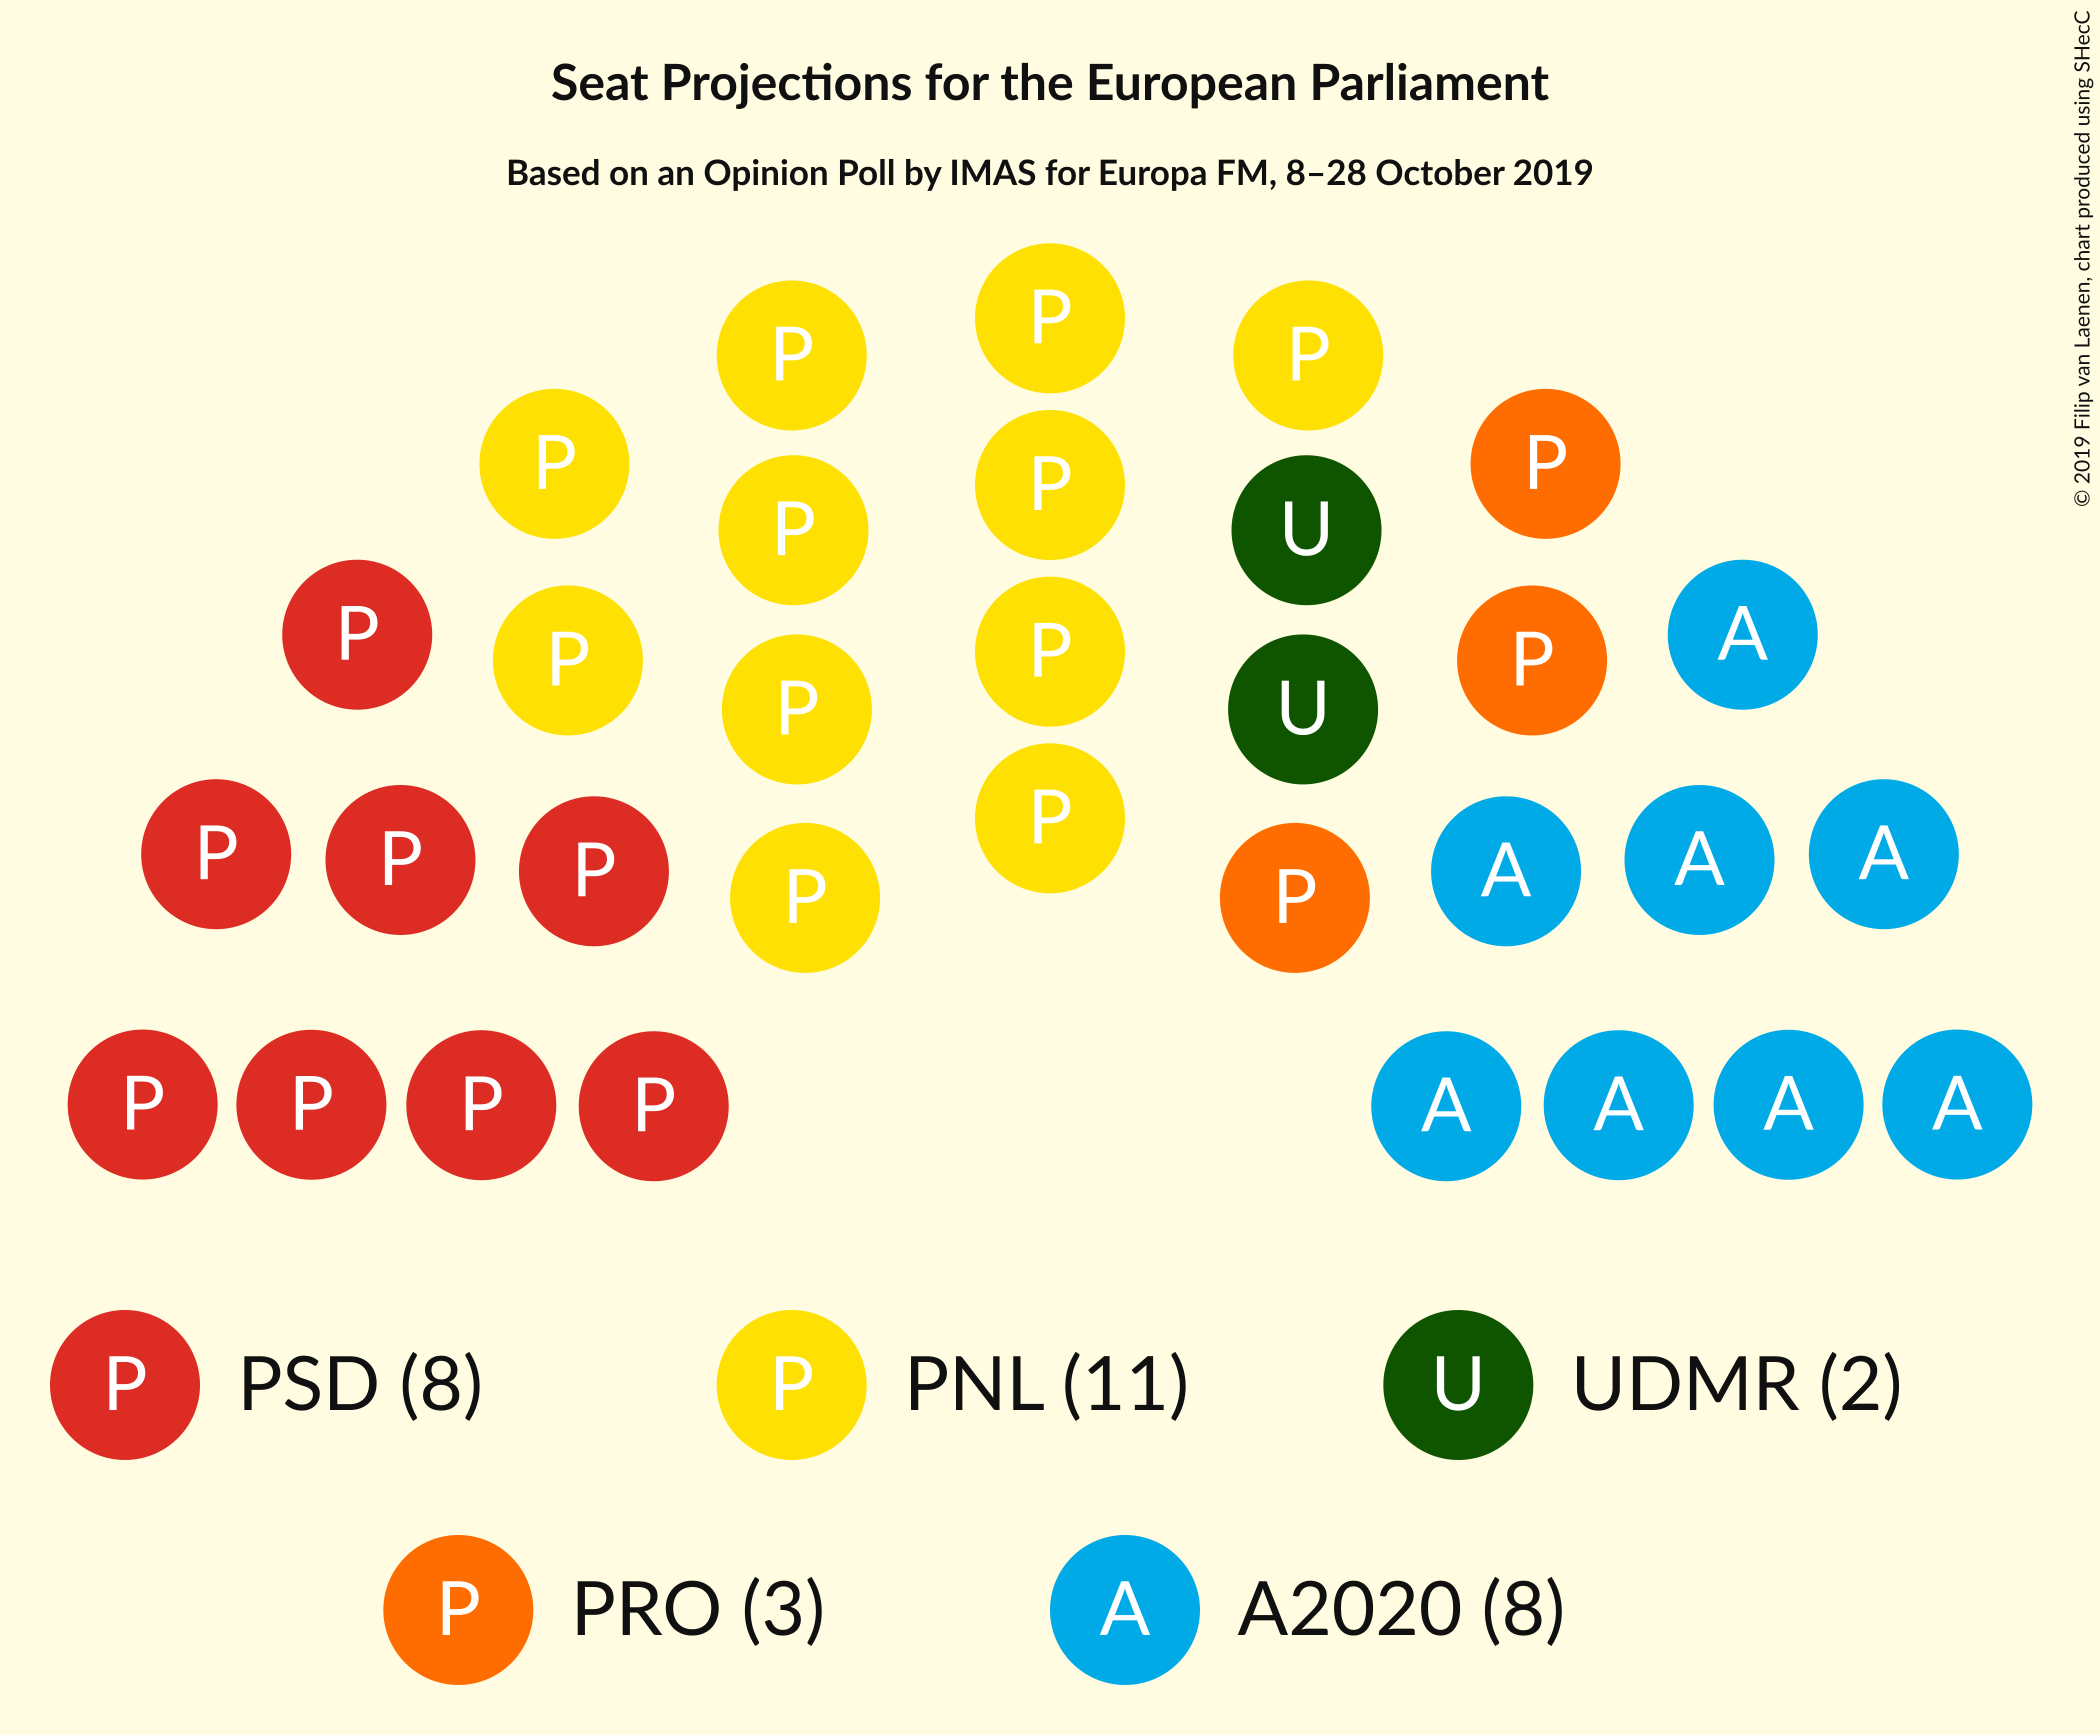 Seat Projections for the European Parliament
Based on an Opinion Poll by IMAS for Europa FM, 8–28 October 2019
© 2019 Filip van Laenen, chart produced using SHecC
P
P P
P P
P
P U
P P
P A
P P
P U
P
P P A A
P P A A
P P
P P P P A A A A
P PSD (8) P PNL (11) U UDMR (2)
P PRO (3) A A2020 (8)